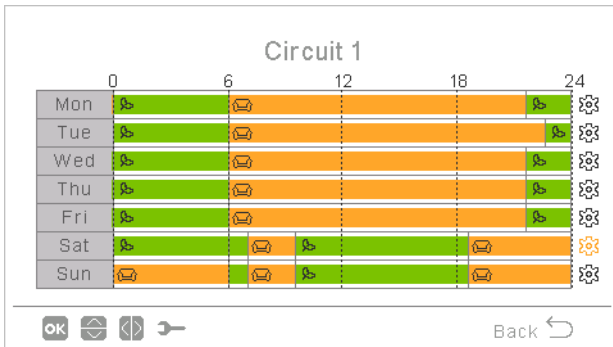 Circuit 1
0 6 12 18 24
Mon
Tue
Wed
Thu
Fri
Sat
Sun
OK Back